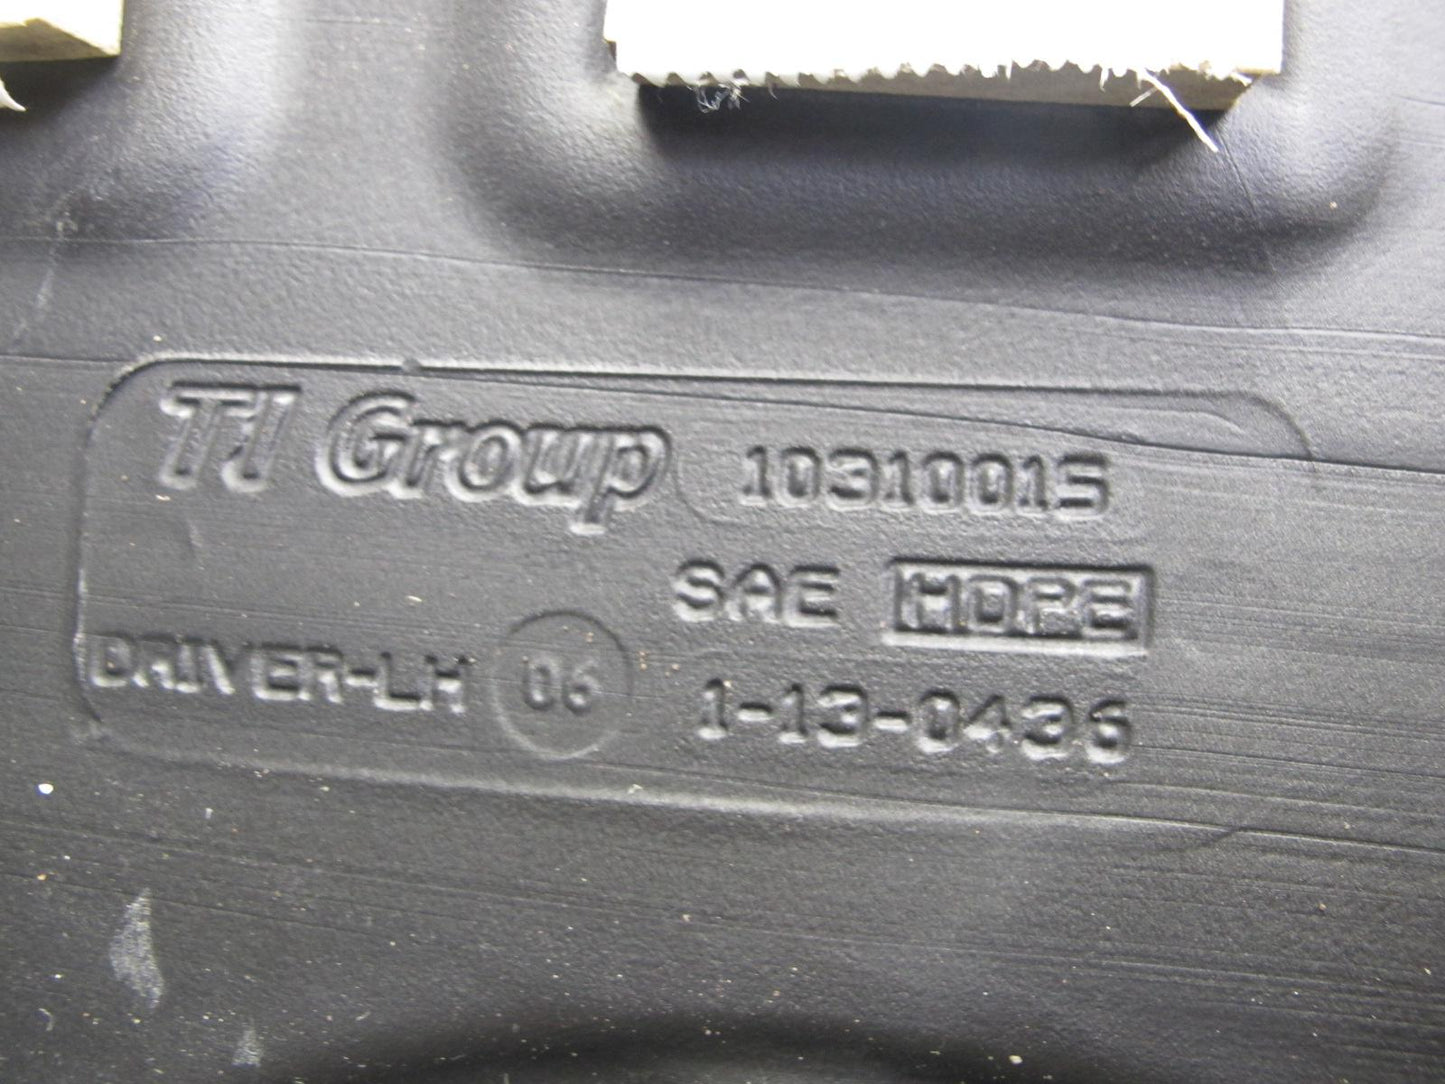 TI Group 10310015
SAE HDPE
DRIVER-LH 06 1-13-0436